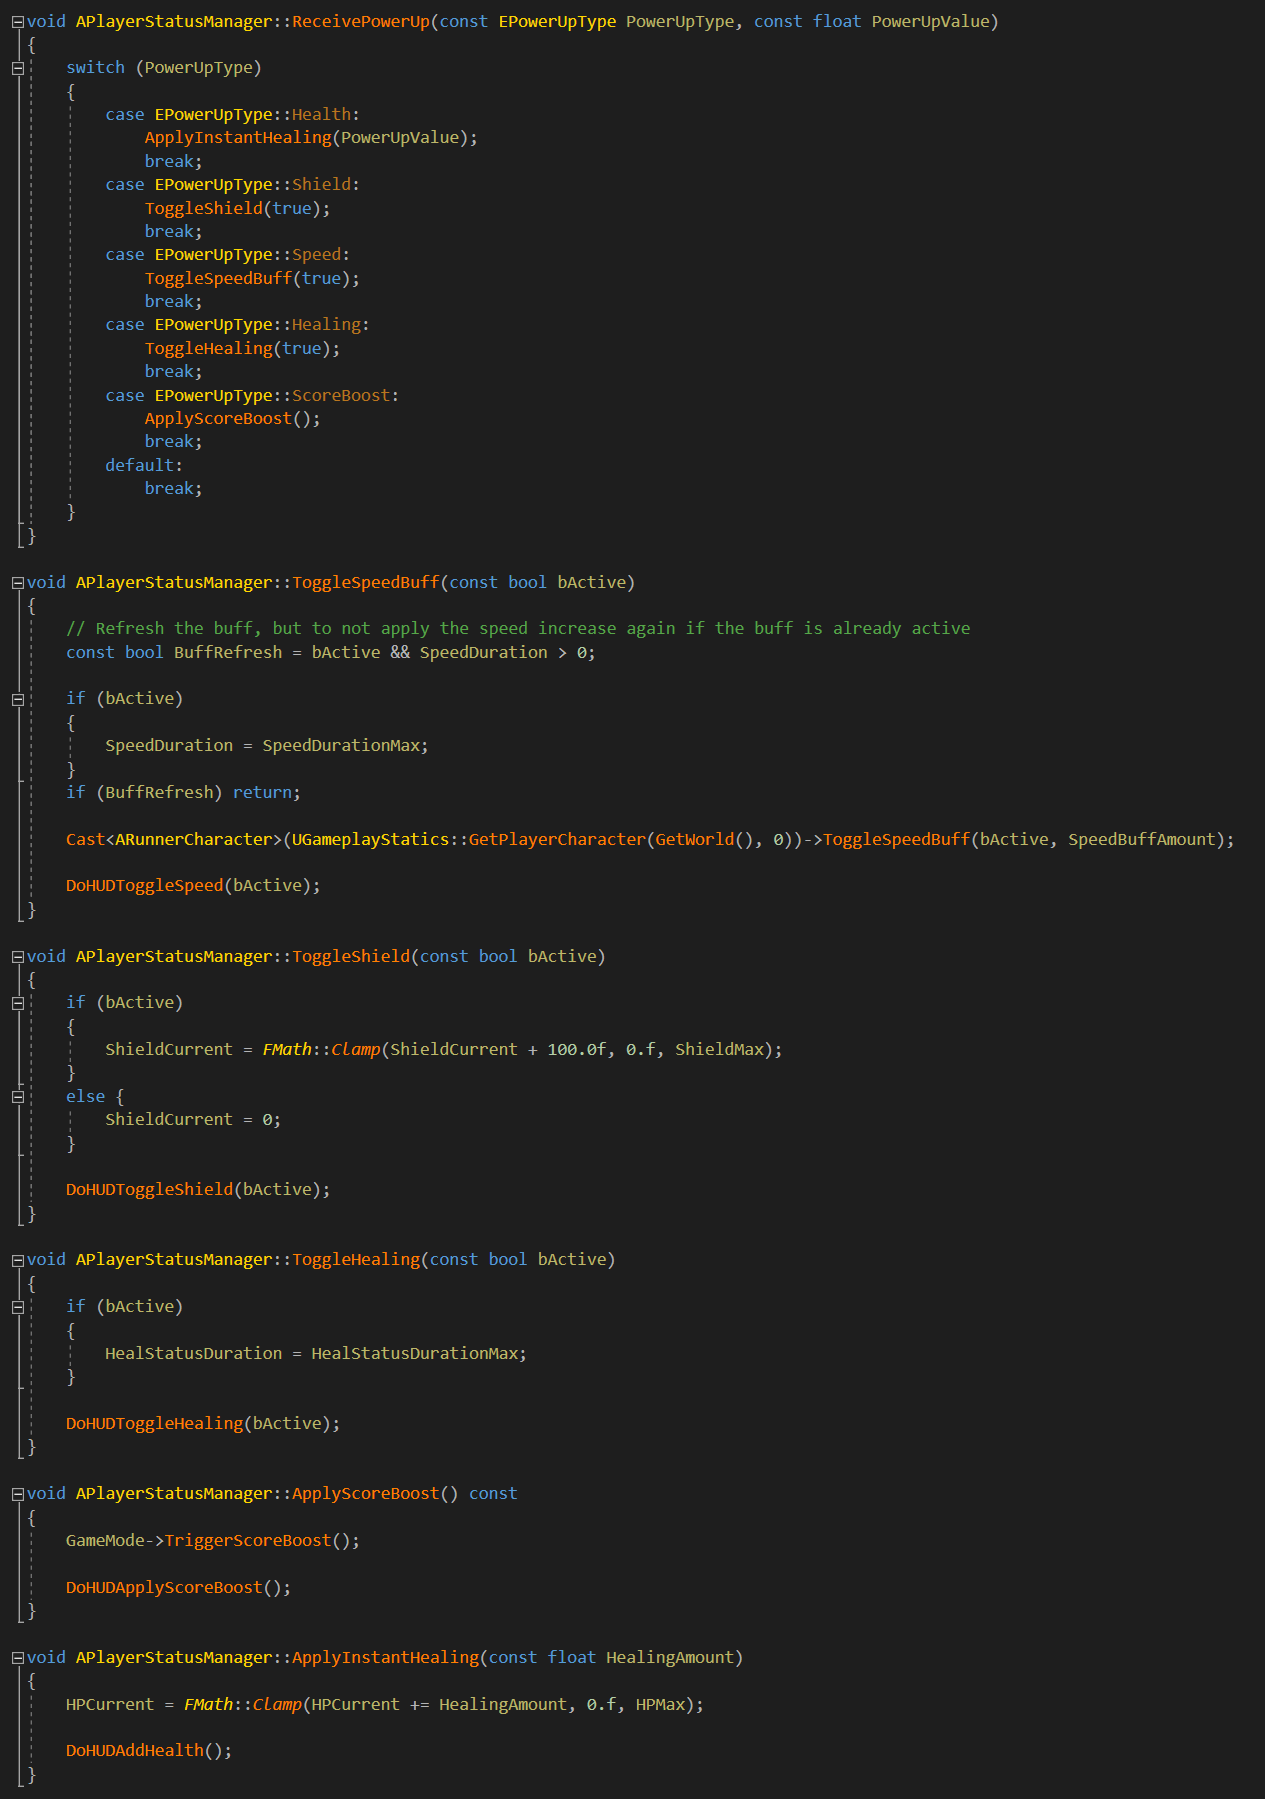 void APlayerStatusManager::ReceivePowerUp(const EPowerUpType PowerUpType, const float PowerUpValue)
{
    switch (PowerUpType)
    {
        case EPowerUpType::Health:
            ApplyInstantHealing(PowerUpValue);
            break;
        case EPowerUpType::Shield:
            ToggleShield(true);
            break;
        case EPowerUpType::Speed:
            ToggleSpeedBuff(true);
            break;
        case EPowerUpType::Healing:
            ToggleHealing(true);
            break;
        case EPowerUpType::ScoreBoost:
            ApplyScoreBoost();
            break;
        default:
            break;
    }
}
void APlayerStatusManager::ToggleSpeedBuff(const bool bActive)
{
    // Refresh the buff, but to not apply the speed increase again if the buff is already active
    const bool BuffRefresh = bActive && SpeedDuration > 0;
    if (bActive)
    {
        SpeedDuration = SpeedDurationMax;
    }
    if (BuffRefresh) return;
    Cast<ARunnerCharacter>(UGameplayStatics::GetPlayerCharacter(GetWorld(), 0))->ToggleSpeedBuff(bActive, SpeedBuffAmount);
    DoHUDToggleSpeed(bActive);
}
void APlayerStatusManager::ToggleShield(const bool bActive)
{
    if (bActive)
    {
        ShieldCurrent = FMath::Clamp(ShieldCurrent + 100.0f, 0.f, ShieldMax);
    }
    else {
        ShieldCurrent = 0;
    }
    DoHUDToggleShield(bActive);
}
void APlayerStatusManager::ToggleHealing(const bool bActive)
{
    if (bActive)
    {
        HealStatusDuration = HealStatusDurationMax;
    }
    DoHUDToggleHealing(bActive);
}
void APlayerStatusManager::ApplyScoreBoost() const
{
    GameMode->TriggerScoreBoost();
    DoHUDApplyScoreBoost();
}
void APlayerStatusManager::ApplyInstantHealing(const float HealingAmount)
{
    HPCurrent = FMath::Clamp(HPCurrent += HealingAmount, 0.f, HPMax);
    DoHUDAddHealth();
}